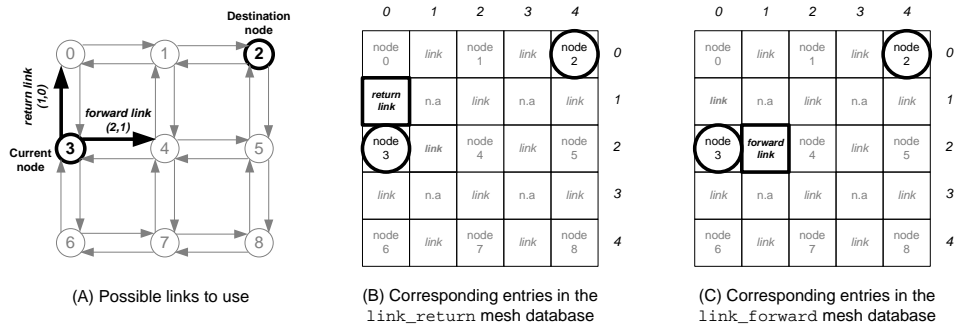 Destination
node
0
1
2
return link
(1,0)
forward link
(2,1)
Current
node
3
4
5
6
7
8
(A) Possible links to use
0 1 2 3 4
node 0 link node 1 link node 2 0
return link n.a link n.a link 1
node 3 link node 4 link node 5 2
link n.a link n.a link 3
node 6 link node 7 link node 8 4
(B) Corresponding entries in the
link_return mesh database
0 1 2 3 4
node 0 link node 1 link node 2 0
link n.a link n.a link 1
node 3 forward link node 4 link node 5 2
link n.a link n.a link 3
node 6 link node 7 link node 8 4
(C) Corresponding entries in the
link_forward mesh database